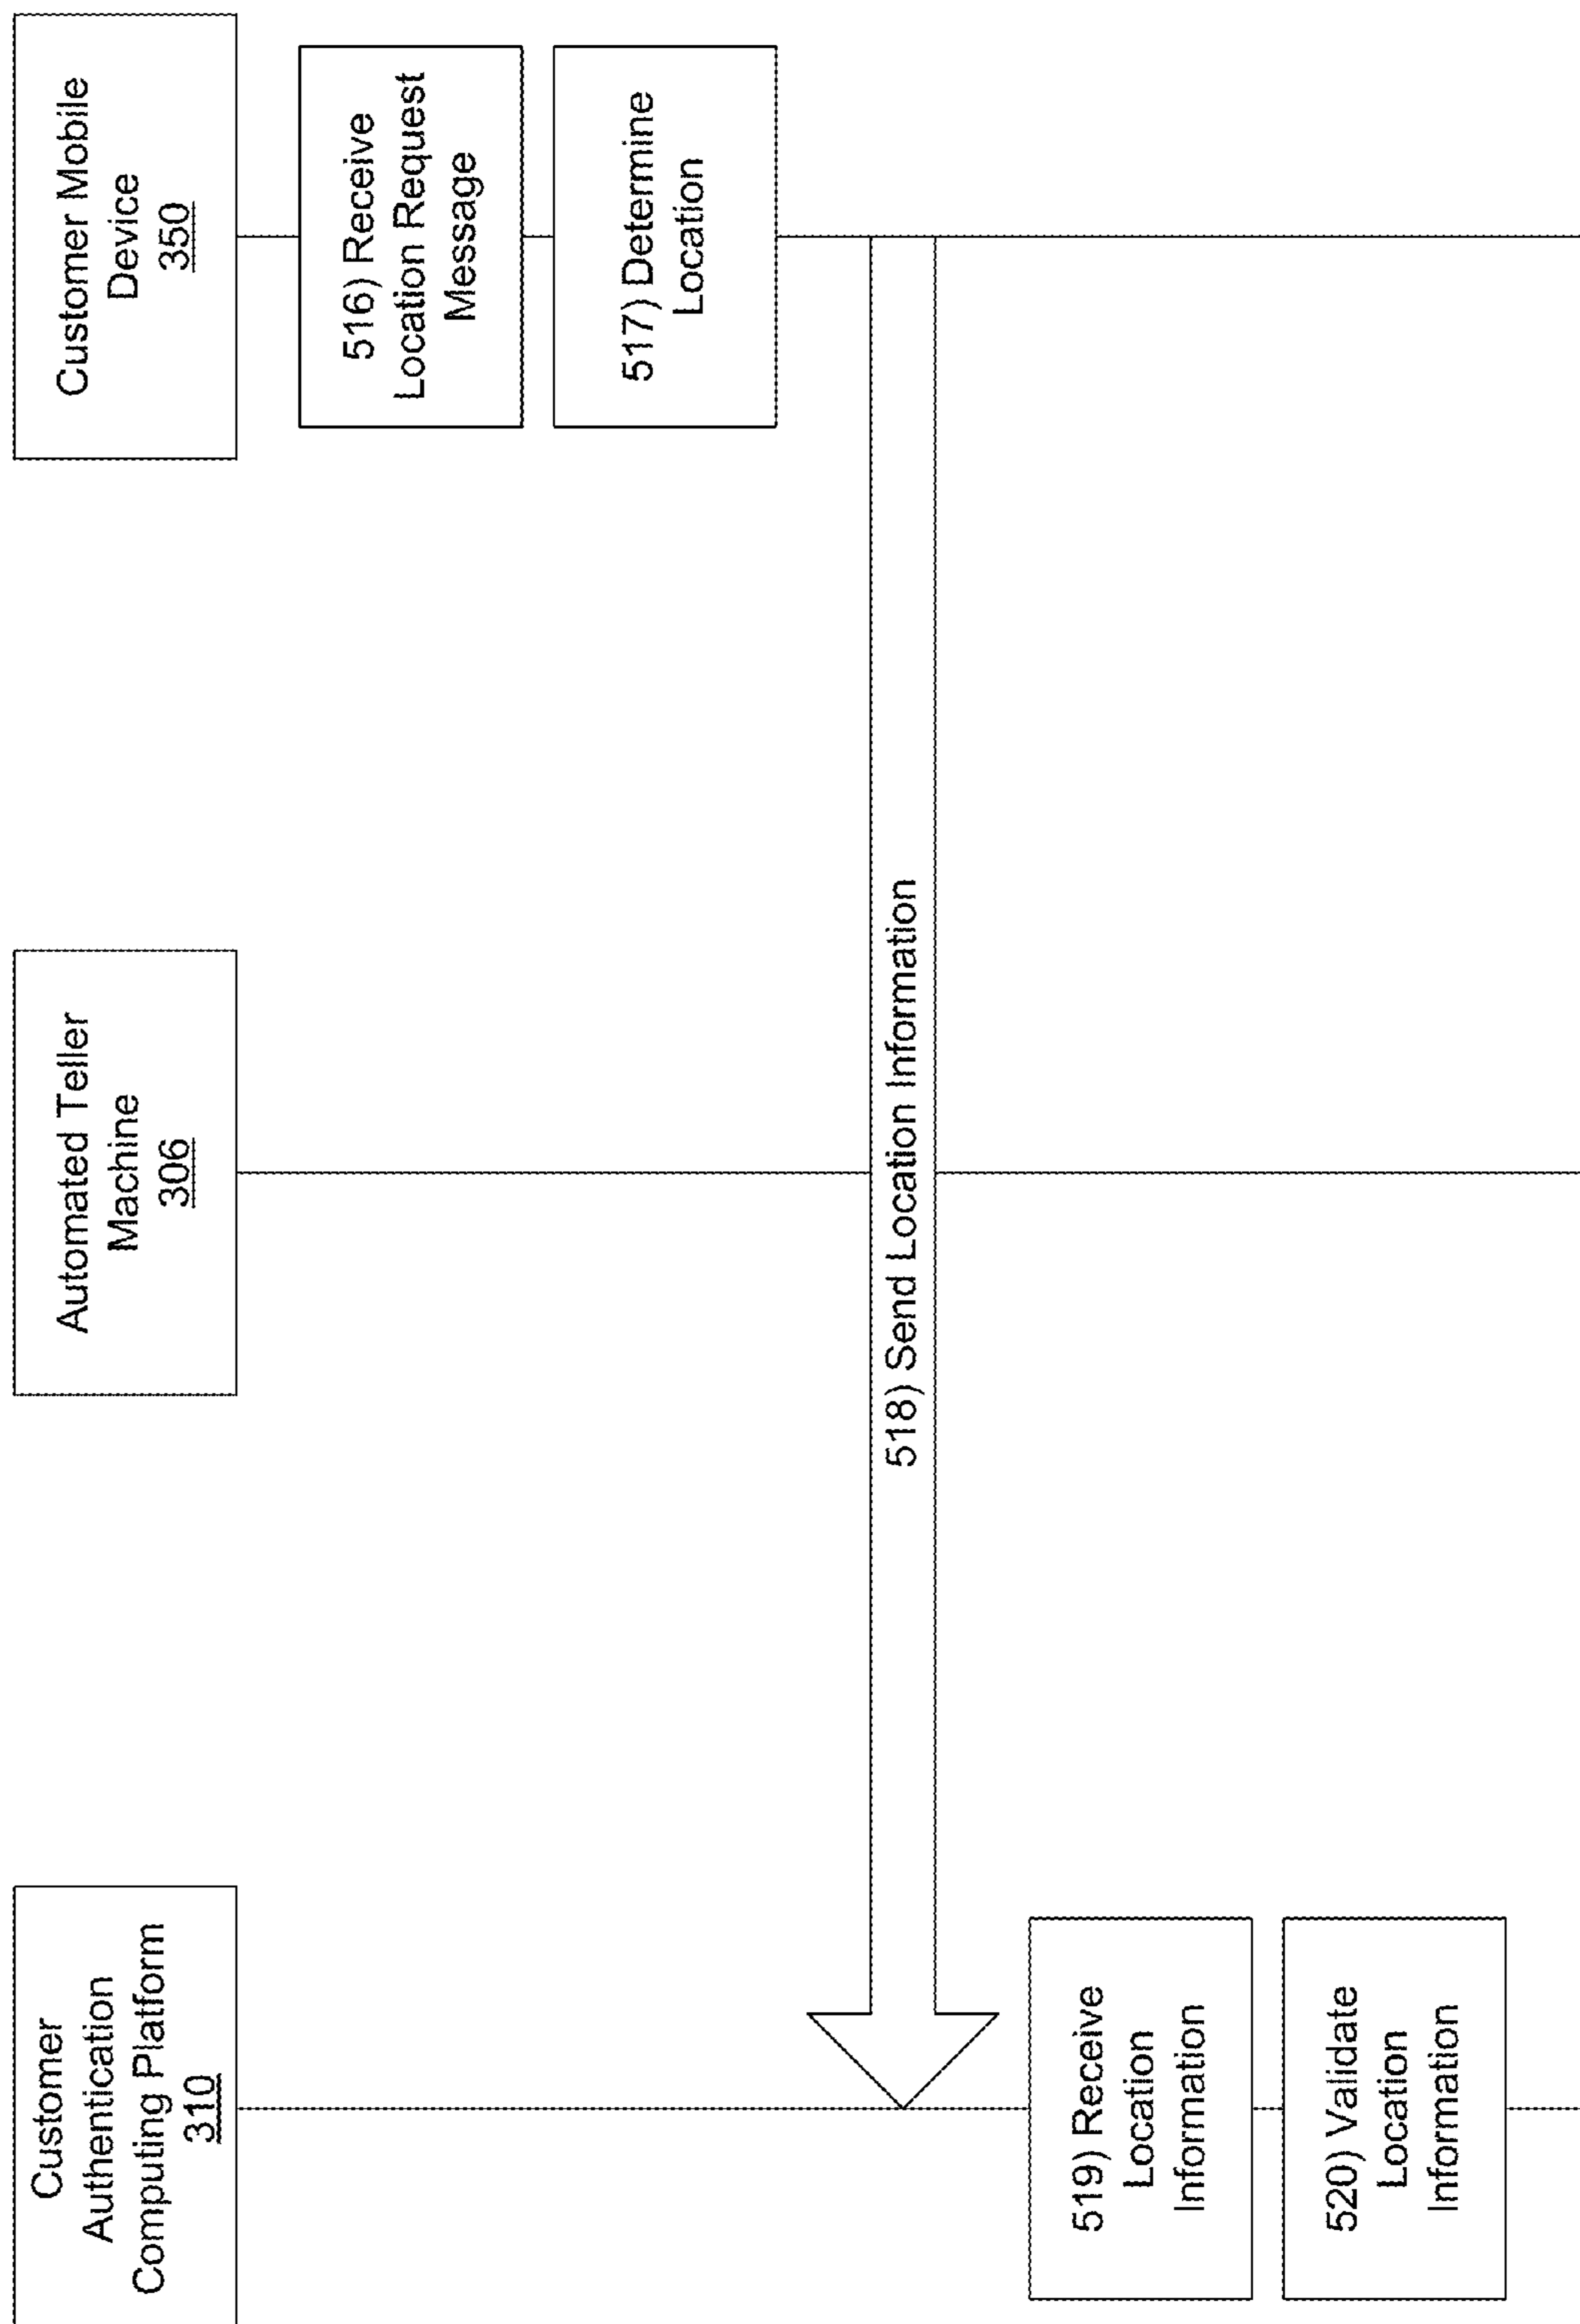 Customer
Authentication
Computing Platform
310
Automated Teller
Machine
306
Customer Mobile
Device
350
516) Receive
Location Request
Message
517) Determine
Location
518) Send Location Information
519) Receive
Location
Information
520) Validate
Location
Information